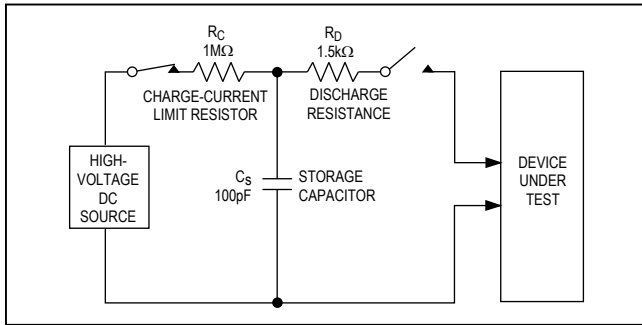 RC
1MΩ
CHARGE-CURRENT
LIMIT RESISTOR
RD
1.5kΩ
DISCHARGE
RESISTANCE
HIGH-
VOLTAGE
DC
SOURCE
CS
100pF
STORAGE
CAPACITOR
DEVICE
UNDER
TEST